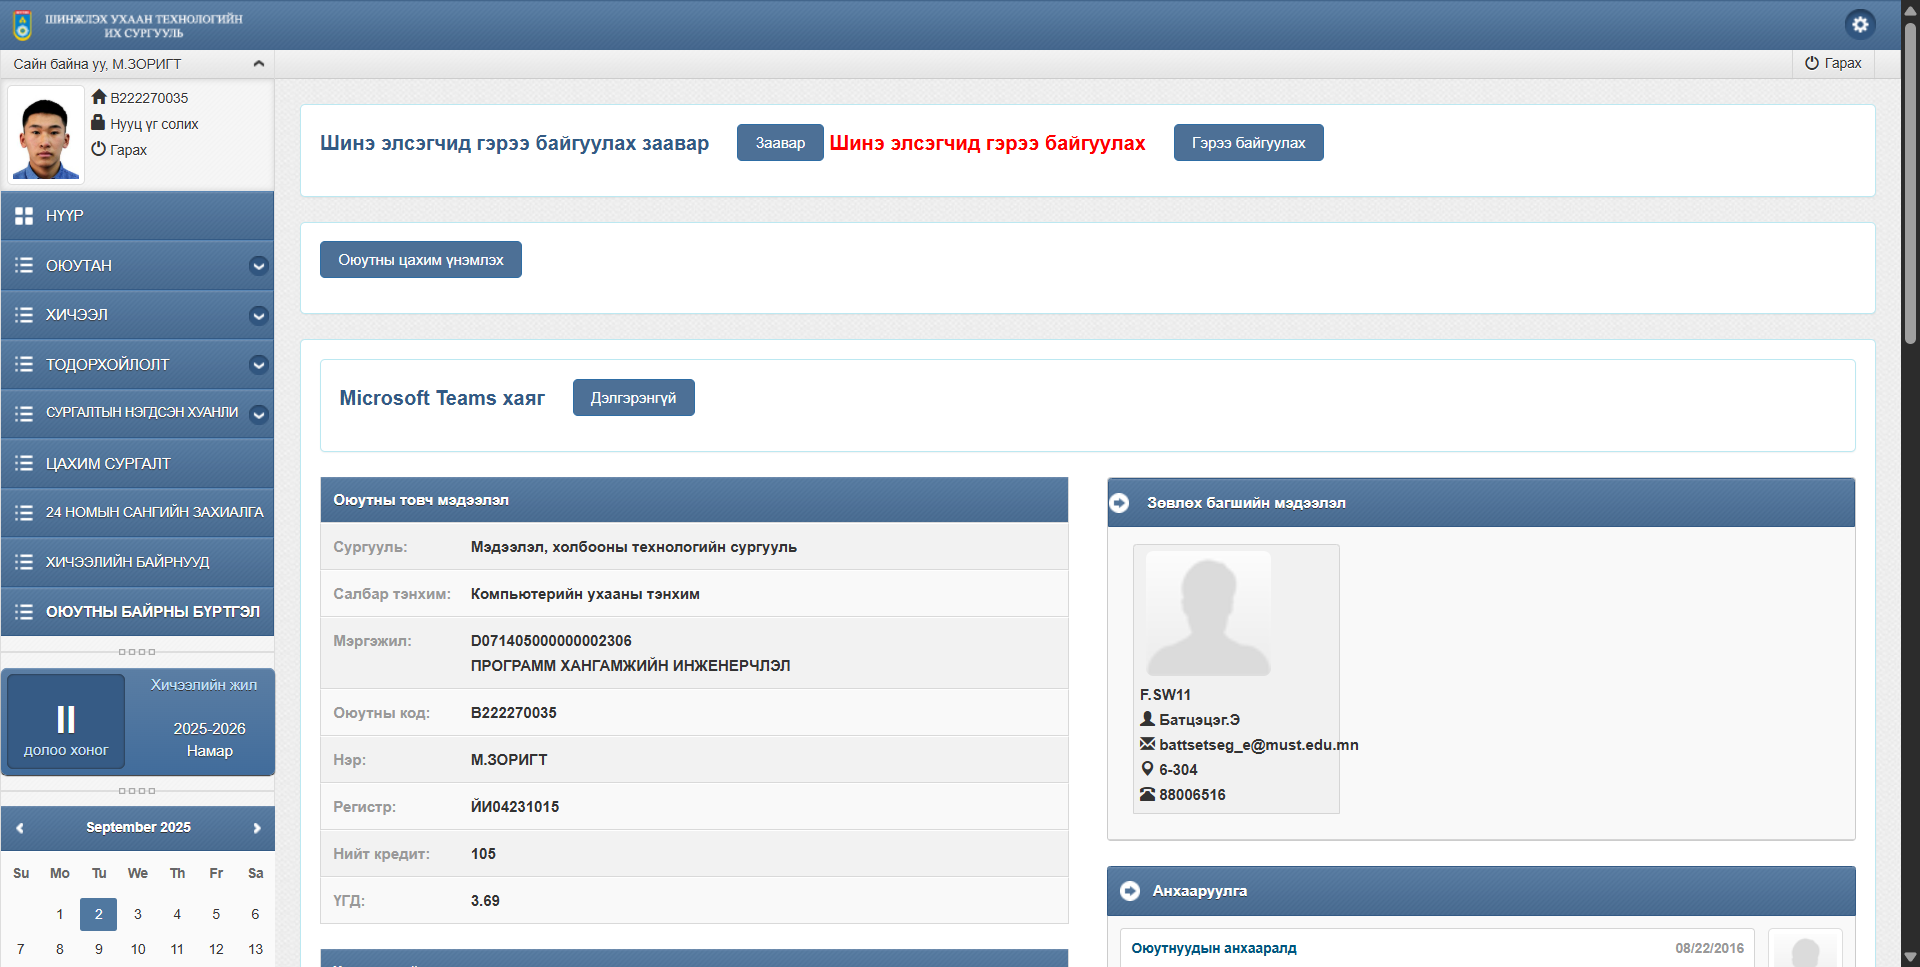 ШИНЖЛЭХ УХААН ТЕХНОЛОГИЙН
ИХ СУРГУУЛЬ
Сайн байна уу, М.ЗОРИГТ
Гарах
B222270035
Нууц үг солих
Гарах
НҮҮР
ОЮУТАН
ХИЧЭЭЛ
ТОДОРХОЙЛОЛТ
СУРГАЛТЫН НЭГДСЭН ХУАНЛИ
ЦАХИМ СУРГАЛТ
24 НОМЫН САНГИЙН ЗАХИАЛГА
ХИЧЭЭЛИЙН БАЙРНУУД
ОЮУТНЫ БАЙРНЫ БҮРТГЭЛ
II
долоо хоног
Хичээлийн жил
2025-2026
Намар
September 2025
Su Mo Tu We Th Fr Sa
1 2 3 4 5 6
7 8 9 10 11 12 13
Шинэ элсэгчид гэрээ байгуулах заавар
Заавар
Шинэ элсэгчид гэрээ байгуулах
Гэрээ байгуулах
Оюутны цахим үнэмлэх
Microsoft Teams хаяг
Дэлгэрэнгүй
Оюутны товч мэдээлэл
Сургууль: Мэдээлэл, холбооны технологийн сургууль
Салбар тэнхим: Компьютерийн ухааны тэнхим
Мэргэжил: D071405000000002306
ПРОГРАММ ХАНГАМЖИЙН ИНЖЕНЕРЧЛЭЛ
Оюутны код: B222270035
Нэр: М.ЗОРИГТ
Регистр: ЙИ04231015
Нийт кредит: 105
ҮГД: 3.69
Зөвлөх багшийн мэдээлэл
F.SW11
Батцэцэг.Э
battsetseg_e@must.edu.mn
6-304
88006516
Анхааруулга
Оюутнуудын анхааралд
08/22/2016